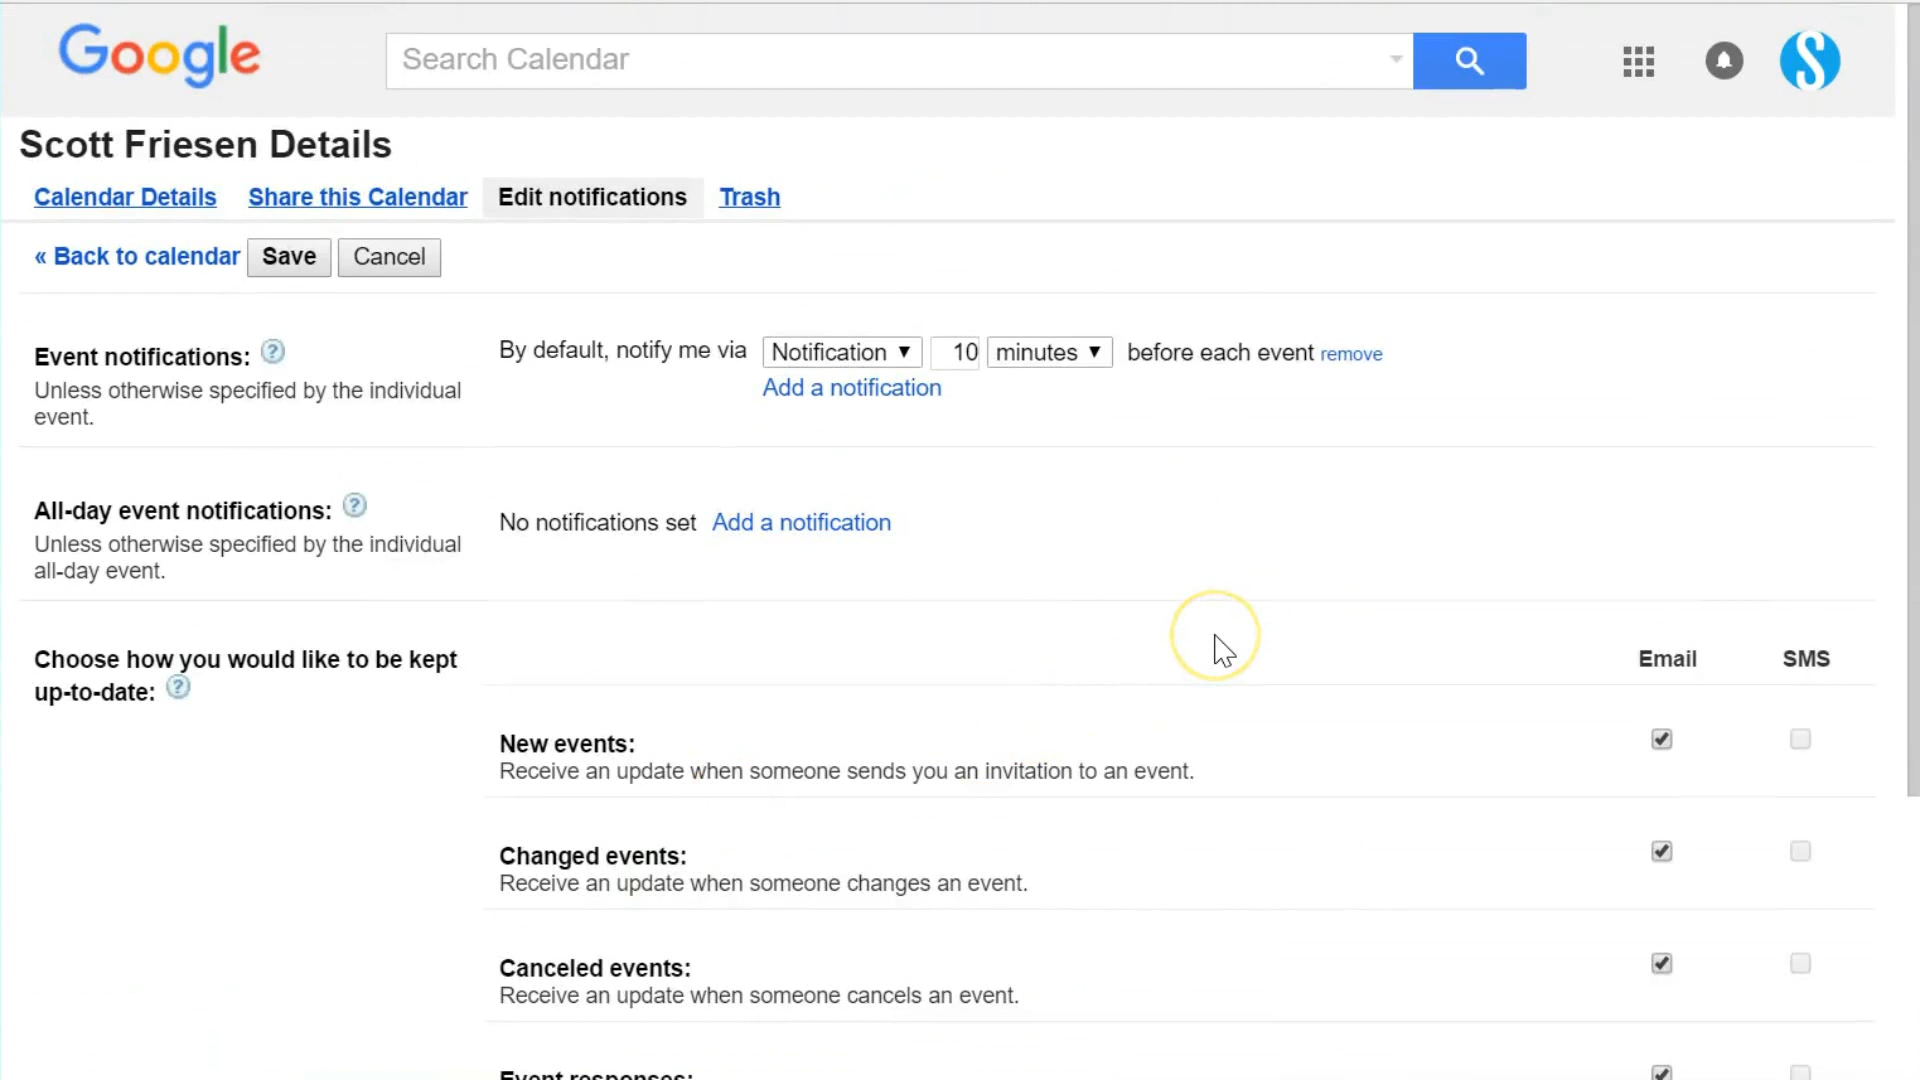 Google
Search Calendar
S
Scott Friesen Details
Calendar Details Share this Calendar Edit notifications Trash
« Back to calendar Save Cancel
Event notifications: ?
Unless otherwise specified by the individual
event.
By default, notify me via Notification ▼ 10 minutes ▼ before each event remove
Add a notification
All-day event notifications: ?
Unless otherwise specified by the individual
all-day event.
No notifications set Add a notification
Choose how you would like to be kept
up-to-date: ?
Email SMS
New events:
Receive an update when someone sends you an invitation to an event.
Changed events:
Receive an update when someone changes an event.
Canceled events:
Receive an update when someone cancels an event.
Event responses: